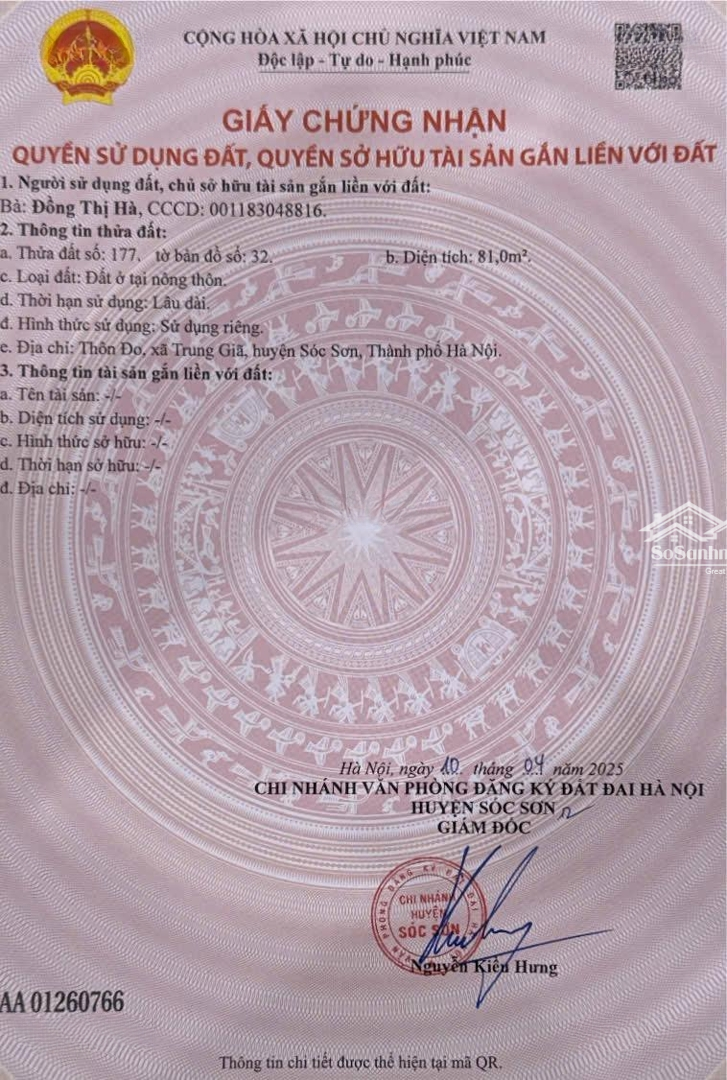 CỘNG HÒA XÃ HỘI CHỦ NGHĨA VIỆT NAM
Độc lập - Tự do - Hạnh phúc
GIẤY CHỨNG NHẬN
QUYỀN SỬ DỤNG ĐẤT, QUYỀN SỞ HỮU TÀI SẢN GẮN LIỀN VỚI ĐẤT
1. Người sử dụng đất, chủ sở hữu tài sản gắn liền với đất:
Bà: Đồng Thị Hà, CCCD: 001183048816.
2. Thông tin thửa đất:
a. Thửa đất số: 177, tờ bản đồ số: 32. b. Diện tích: 81,0m².
c. Loại đất: Đất ở tại nông thôn.
d. Thời hạn sử dụng: Lâu dài.
đ. Hình thức sử dụng: Sử dụng riêng.
e. Địa chỉ: Thôn Đo, xã Trung Giã, huyện Sóc Sơn, Thành phố Hà Nội.
3. Thông tin tài sản gắn liền với đất:
a. Tên tài sản: -/-
b. Diện tích sử dụng: -/-
c. Hình thức sở hữu: -/-
d. Thời hạn sở hữu: -/-
đ. Địa chỉ: -/-
SoSanhn
Great
Hà Nội, ngày 10. tháng 04 năm 2025
CHI NHÁNH VĂN PHÒNG ĐĂNG KÝ ĐẤT ĐAI HÀ NỘI
HUYỆN SÓC SƠN
GIÁM ĐỐC
VĂN PHÒNG ĐĂNG KÝ ĐẤT ĐAI
CHI NHÁNH
HUYỆN
SÓC SƠN
Nguyễn Kiên Hưng
AA 01260766
Thông tin chi tiết được thể hiện tại mã QR.